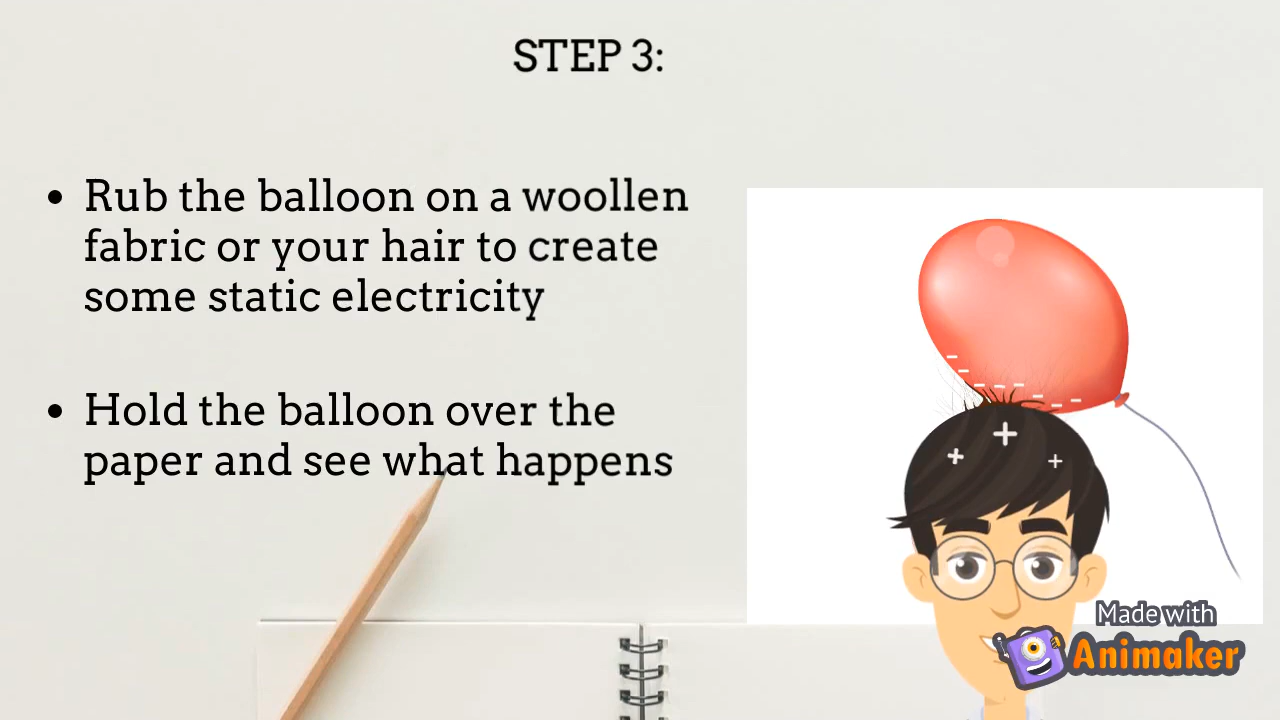 STEP 3:
• Rub the balloon on a woollen
fabric or your hair to create
some static electricity
• Hold the balloon over the
paper and see what happens
Made with
Animaker